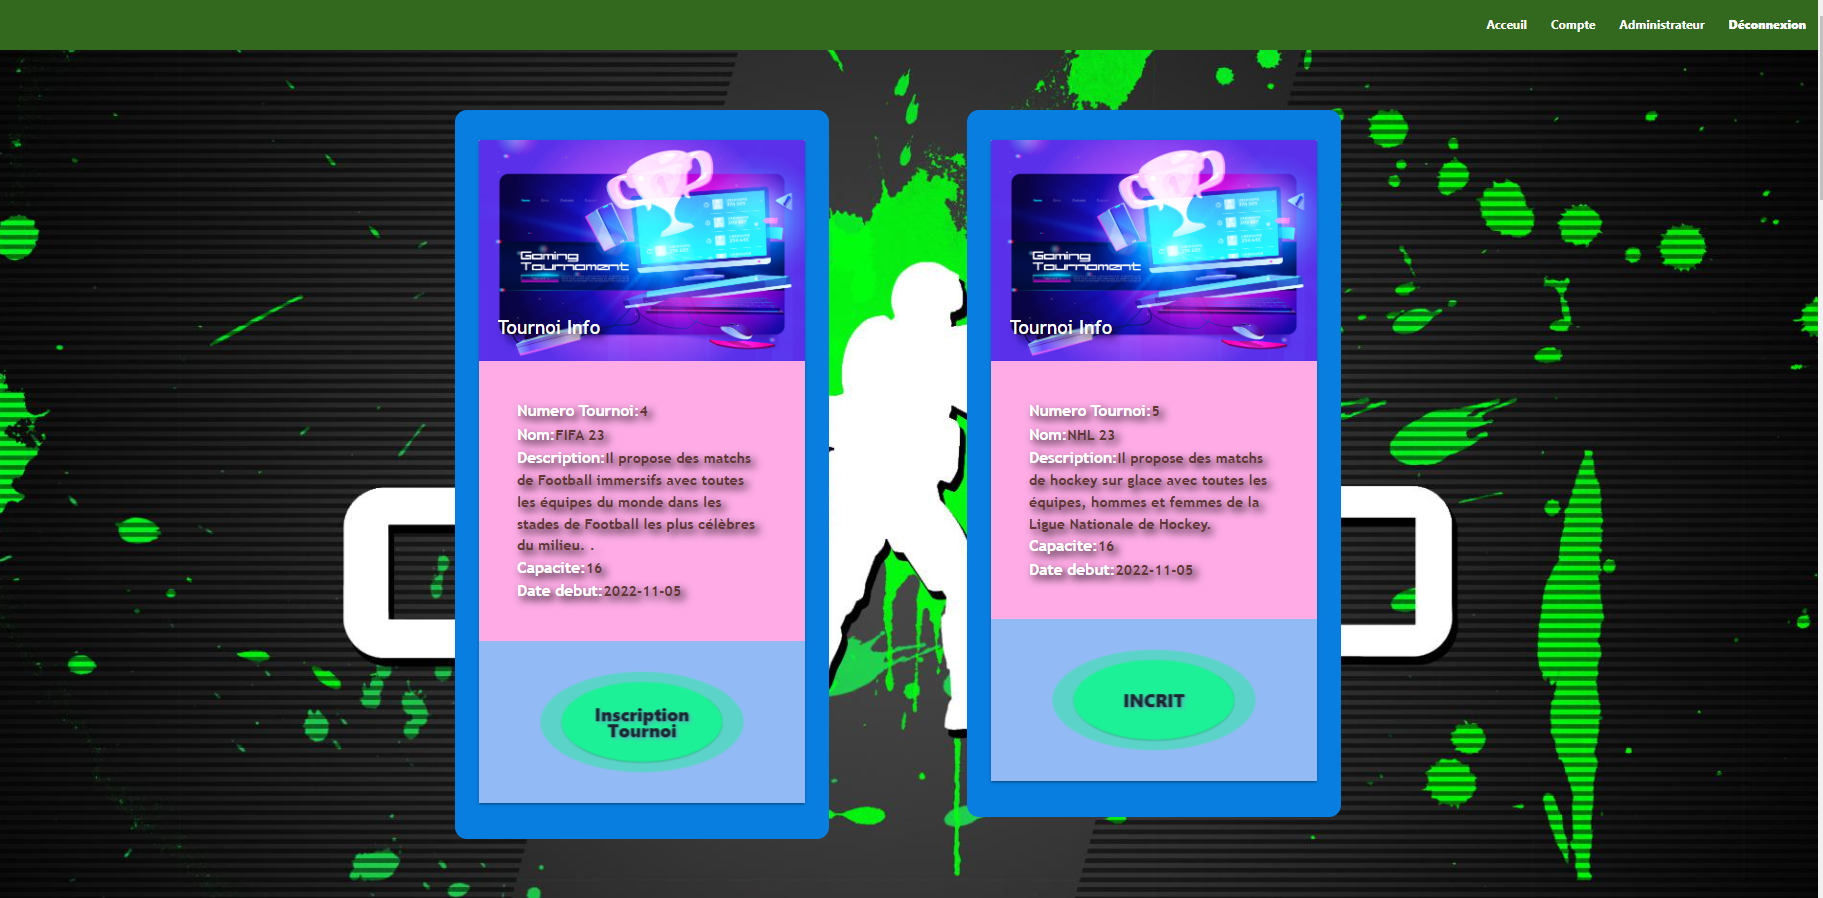 Acceuil Compte Administrateur Déconnexion
Gaming
Tournament
Tournoi Info
Numero Tournoi:4
Nom:FIFA 23
Description:Il propose des matchs
de Football immersifs avec toutes
les équipes du monde dans les
stades de Football les plus célèbres
du milieu. .
Capacite:16
Date debut:2022-11-05
Inscription
Tournoi
Gaming
Tournament
Tournoi Info
Numero Tournoi:5
Nom:NHL 23
Description:Il propose des matchs
de hockey sur glace avec toutes les
équipes, hommes et femmes de la
Ligue Nationale de Hockey.
Capacite:16
Date debut:2022-11-05
INCRIT